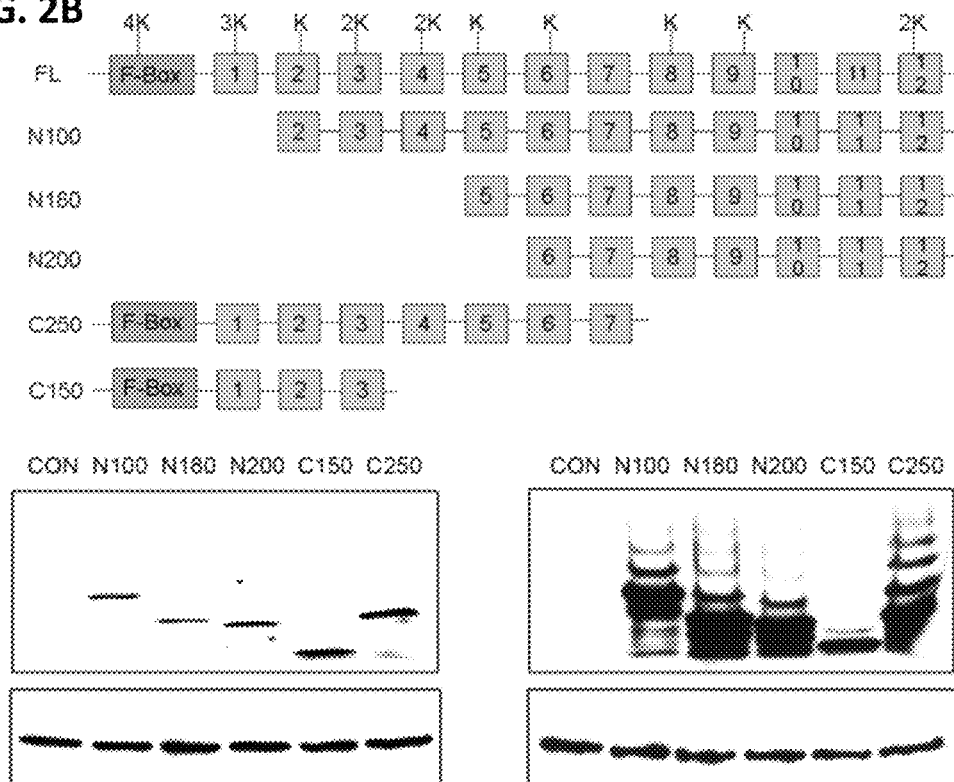 G. 2B
4K 3K K 2K 2K K K K K 2K
FL F-Box 1 2 3 4 5 6 7 8 9 10 11 12
N100 2 3 4 5 6 7 8 9 10 11 12
N180 5 6 7 8 9 10 11 12
N200 6 7 8 9 10 11 12
C250 F-Box 1 2 3 4 5 6 7
C150 F-Box 1 2 3
CON N100 N180 N200 C150 C250 CON N100 N180 N200 C150 C250